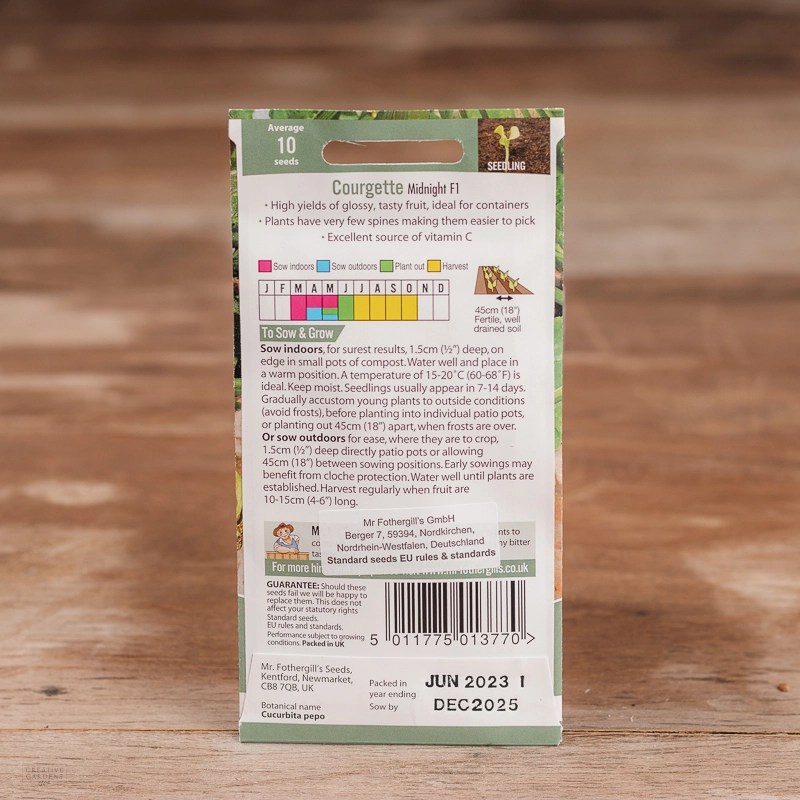 Average
10
seeds
SEEDLING
Courgette Midnight F1
• High yields of glossy, tasty fruit, ideal for containers
• Plants have very few spines making them easier to pick
• Excellent source of vitamin C
Sow indoors Sow outdoors Plant out Harvest
J F M A M J J A S O N D
45cm (18")
Fertile, well
drained soil
To Sow & Grow
Sow indoors, for surest results, 1.5cm (½") deep, on
edge in small pots of compost. Water well and place in
a warm position. A temperature of 15-20˚C (60-68˚F) is
ideal. Keep moist. Seedlings usually appear in 7-14 days.
Gradually accustom young plants to outside conditions
(avoid frosts), before planting into individual patio pots,
or planting out 45cm (18") apart, when frosts are over.
Or sow outdoors for ease, where they are to crop,
1.5cm (½") deep directly patio pots or allowing
45cm (18") between sowing positions. Early sowings may
benefit from cloche protection. Water well until plants are
established. Harvest regularly when fruit are
10-15cm (4-6") long.
Mr Fothergill's GmbH
Berger 7, 59394, Nordkirchen,
Nordrhein-Westfalen, Deutschland
Standard seeds EU rules & standards
to
bitter
For more
GUARANTEE: Should these
seeds fail we will be happy to
replace them. This does not
affect your statutory rights
Standard seeds.
EU rules and standards.
Performance subject to growing
conditions. Packed in UK
5 011775 013770 >
Mr. Fothergill's Seeds,
Kentford, Newmarket,
CB8 7QB, UK
Botanical name
Cucurbita pepo
Packed in
year ending JUN 2023 I
Sow by DEC2025
CREATIVE
GARDENS